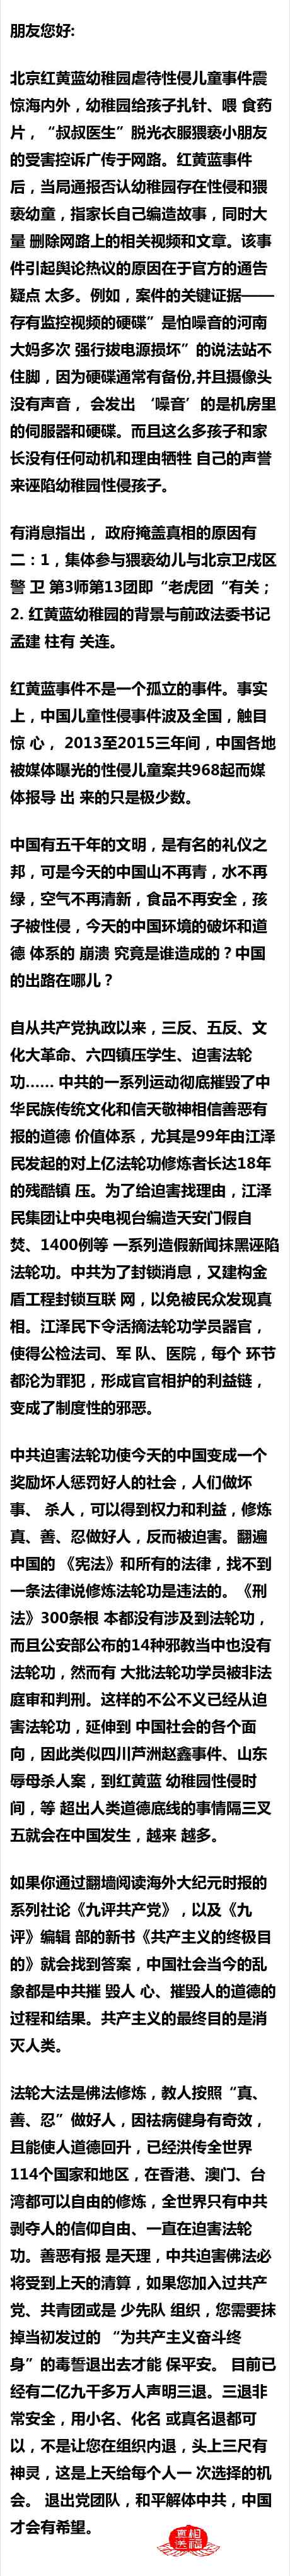 朋友您好:
北京红黄蓝幼稚园虐待性侵儿童事件震
惊海内外，幼稚园给孩子扎针、喂 食药
片，“叔叔医生”脱光衣服猥亵小朋友
的受害控诉广传于网路。红黄蓝事件
后，当局通报否认幼稚园存在性侵和猥
亵幼童，指家长自己编造故事，同时大
量 删除网路上的相关视频和文章。该事
件引起舆论热议的原因在于官方的通告
疑点 太多。例如，案件的关键证据——
存有监控视频的硬碟”是怕噪音的河南
大妈多次 强行拔电源损坏”的说法站不
住脚，因为硬碟通常有备份,并且摄像头
没有声音， 会发出 ‘噪音’的是机房里
的伺服器和硬碟。而且这么多孩子和家
长没有任何动机和理由牺牲 自己的声誉
来诬陷幼稚园性侵孩子。
有消息指出， 政府掩盖真相的原因有
二：1，集体参与猥亵幼儿与北京卫戍区
警 卫 第3师第13团即“老虎团“有关；
2. 红黄蓝幼稚园的背景与前政法委书记
孟建 柱有 关连。
红黄蓝事件不是一个孤立的事件。事实
上，中国儿童性侵事件波及全国，触目
惊 心， 2013至2015三年间，中国各地
被媒体曝光的性侵儿童案共968起而媒
体报导 出 来的只是极少数。
中国有五千年的文明，是有名的礼仪之
邦，可是今天的中国山不再青，水不再
绿，空气不再清新，食品不再安全，孩
子被性侵，今天的中国环境的破坏和道
德 体系的 崩溃 究竟是谁造成的？中国
的出路在哪儿？
自从共产党执政以来，三反、五反、文
化大革命、六四镇压学生、迫害法轮
功...... 中共的一系列运动彻底摧毁了中
华民族传统文化和信天敬神相信善恶有
报的道德 价值体系，尤其是99年由江泽
民发起的对上亿法轮功修炼者长达18年
的残酷镇 压。为了给迫害找理由，江泽
民集团让中央电视台编造天安门假自
焚、1400例等 一系列造假新闻抹黑诬陷
法轮功。中共为了封锁消息，又建构金
盾工程封锁互联 网，以免被民众发现真
相。江泽民下令活摘法轮功学员器官，
使得公检法司、军 队、医院，每个 环节
都沦为罪犯，形成官官相护的利益链，
变成了制度性的邪恶。
中共迫害法轮功使今天的中国变成一个
奖励坏人惩罚好人的社会，人们做坏
事、 杀人，可以得到权力和利益，修炼
真、善、忍做好人，反而被迫害。翻遍
中国的 《宪法》和所有的法律，找不到
一条法律说修炼法轮功是违法的。《刑
法》300条根 本都没有涉及到法轮功，
而且公安部公布的14种邪教当中也没有
法轮功，然而有 大批法轮功学员被非法
庭审和判刑。这样的不公不义已经从迫
害法轮功，延伸到 中国社会的各个面
向，因此类似四川芦洲赵鑫事件、山东
辱母杀人案，到红黄蓝 幼稚园性侵时
间，等 超出人类道德底线的事情隔三叉
五就会在中国发生，越来 越多。
如果你通过翻墙阅读海外大纪元时报的
系列社论《九评共产党》，以及《九
评》编辑 部的新书《共产主义的终极目
的》就会找到答案，中国社会当今的乱
象都是中共摧 毁人 心、摧毁人的道德的
过程和结果。共产主义的最终目的是消
灭人类。
法轮大法是佛法修炼，教人按照“真、
善、忍”做好人，因祛病健身有奇效，
且能使人道德回升，已经洪传全世界
114个国家和地区，在香港、澳门、台
湾都可以自由的修炼，全世界只有中共
剥夺人的信仰自由、一直在迫害法轮
功。善恶有报 是天理，中共迫害佛法必
将受到上天的清算，如果您加入过共产
党、共青团或是 少先队 组织，您需要抹
掉当初发过的 “为共产主义奋斗终
身”的毒誓退出去才能 保平安。 目前已
经有二亿九千多万人声明三退。三退非
常安全，用小名、化名 或真名退都可
以，不是让您在组织内退，头上三尺有
神灵，这是上天给每个人一 次选择的机
会。 退出党团队，和平解体中共，中国
才会有希望。
真相送福